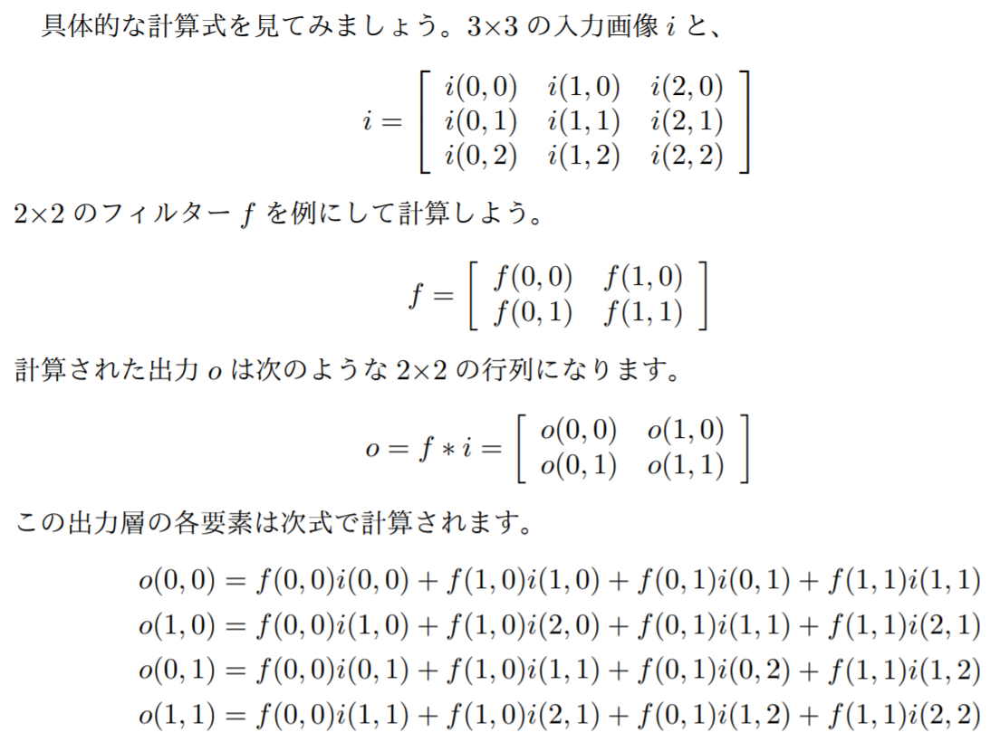 具体的な計算式を見てみましょう。3×3 の入力画像 i と、
i = [ i(0, 0) i(1, 0) i(2, 0)
i(0, 1) i(1, 1) i(2, 1)
i(0, 2) i(1, 2) i(2, 2) ]
2×2 のフィルター f を例にして計算しよう。
f = [ f(0, 0) f(1, 0)
f(0, 1) f(1, 1) ]
計算された出力 o は次のような 2×2 の行列になります。
o = f ∗ i = [ o(0, 0) o(1, 0)
o(0, 1) o(1, 1) ]
この出力層の各要素は次式で計算されます。
o(0, 0) = f(0, 0)i(0, 0) + f(1, 0)i(1, 0) + f(0, 1)i(0, 1) + f(1, 1)i(1, 1)
o(1, 0) = f(0, 0)i(1, 0) + f(1, 0)i(2, 0) + f(0, 1)i(1, 1) + f(1, 1)i(2, 1)
o(0, 1) = f(0, 0)i(0, 1) + f(1, 0)i(1, 1) + f(0, 1)i(0, 2) + f(1, 1)i(1, 2)
o(1, 1) = f(0, 0)i(1, 1) + f(1, 0)i(2, 1) + f(0, 1)i(1, 2) + f(1, 1)i(2, 2)